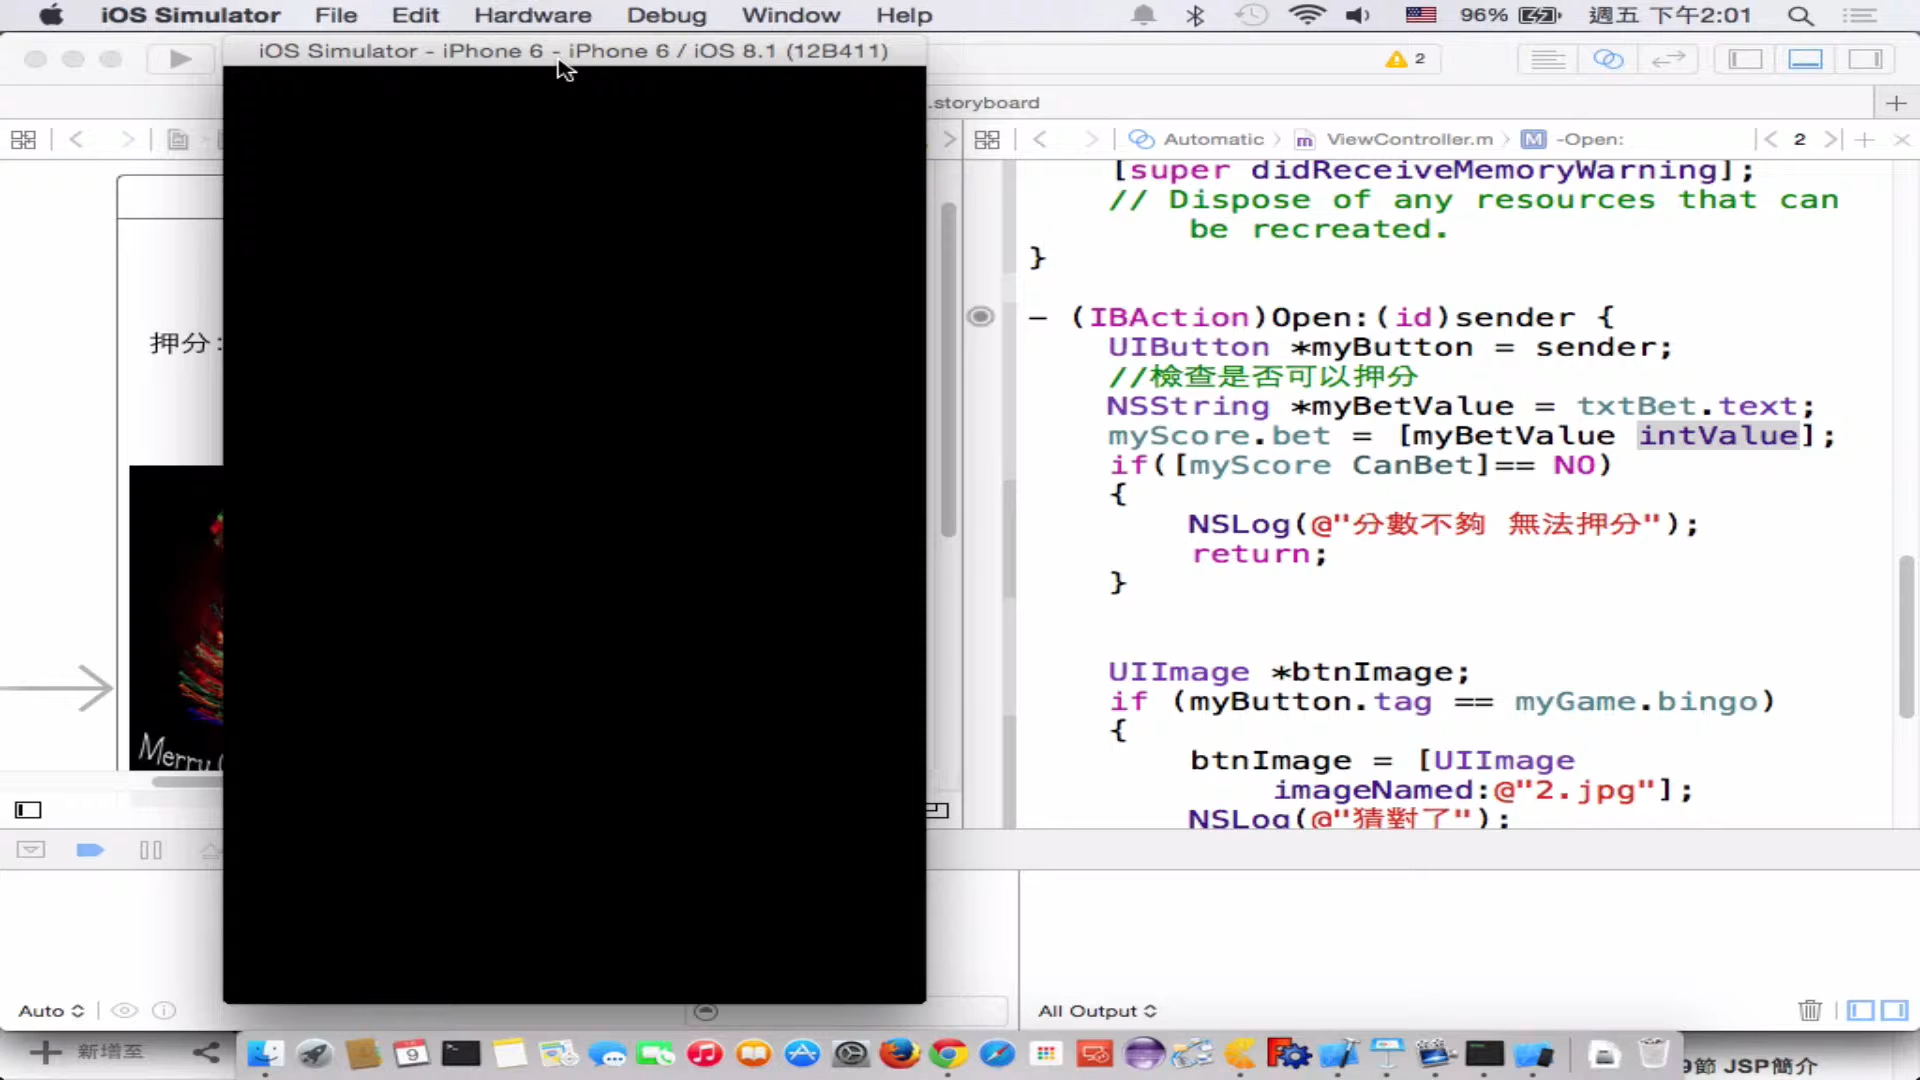 iOS Simulator File Edit Hardware Debug Window Help 96% 週五 下午2:01
iOS Simulator - iPhone 6 - iPhone 6 / iOS 8.1 (12B411)
2
.storyboard
Automatic ViewController.m M -Open: 2
[super didReceiveMemoryWarning];
// Dispose of any resources that can
be recreated.
}
- (IBAction)Open:(id)sender {
UIButton *myButton = sender;
//檢查是否可以押分
NSString *myBetValue = txtBet.text;
myScore.bet = [myBetValue intValue];
if([myScore CanBet]== NO)
{
NSLog(@"分數不夠 無法押分");
return;
}
UIImage *btnImage;
if (myButton.tag == myGame.bingo)
{
btnImage = [UIImage
imageNamed:@"2.jpg"];
NSLog(@"猜對了");
押分:
Merry
Auto
All Output
新增至
9
9節 JSP簡介